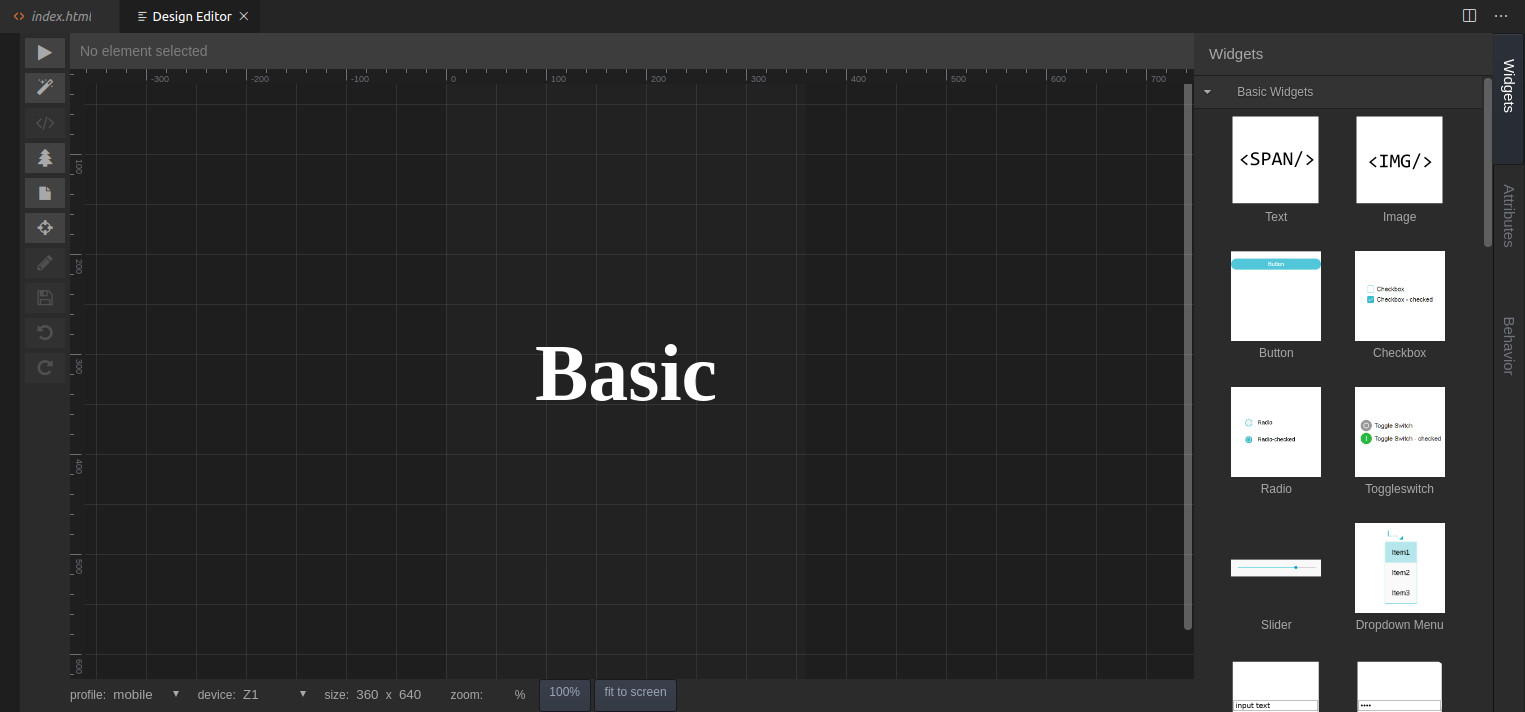 index.html
Design Editor
No element selected
-300 -200 -100 0 100 200 300 400 500 600 700
100
200
300
400
500
600
Basic
Widgets
Basic Widgets
<SPAN/>
Text
<IMG/>
Image
Button
Button
Checkbox
Checkbox - checked
Checkbox
Radio
Radio-checked
Radio
Toggle Switch
Toggle Switch - checked
Toggleswitch
Slider
Item1
Item2
Item3
Dropdown Menu
input text
Widgets
Attributes
Behavior
profile: mobile device: Z1 size: 360 x 640 zoom: % 100% fit to screen